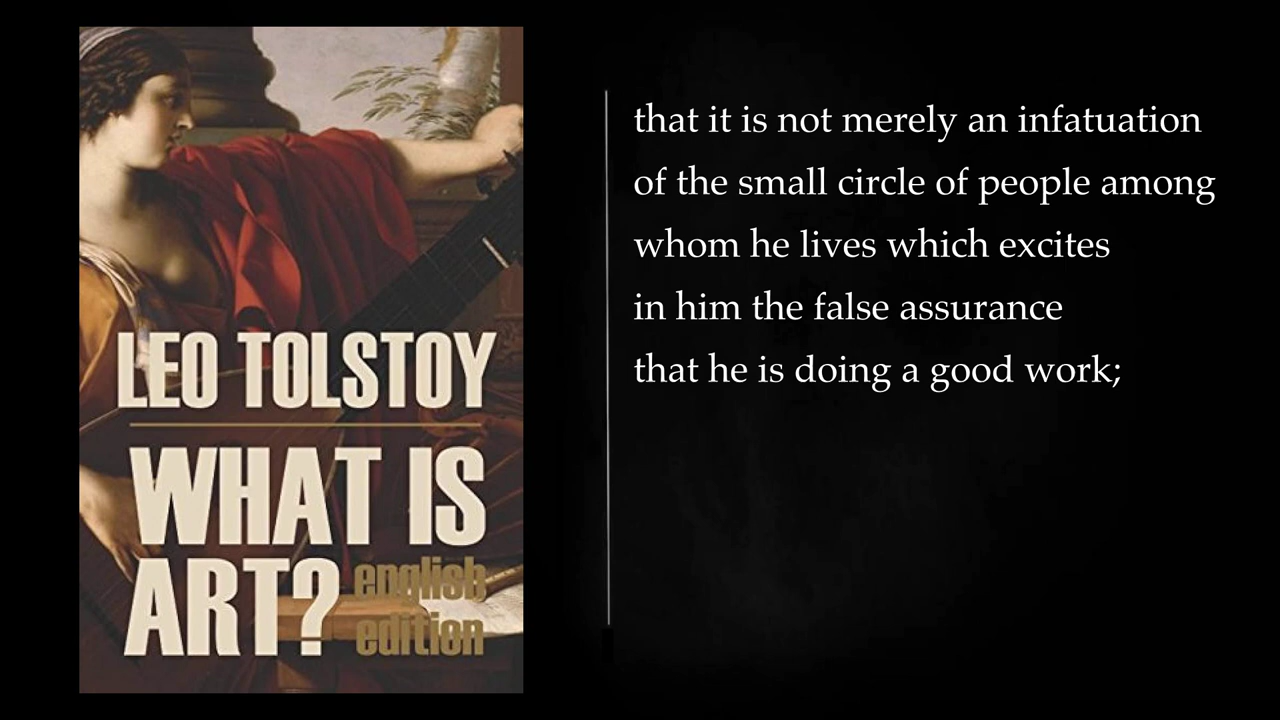 LEO TOLSTOY
WHAT IS
ART?
english
edition
that it is not merely an infatuation
of the small circle of people among
whom he lives which excites
in him the false assurance
that he is doing a good work;